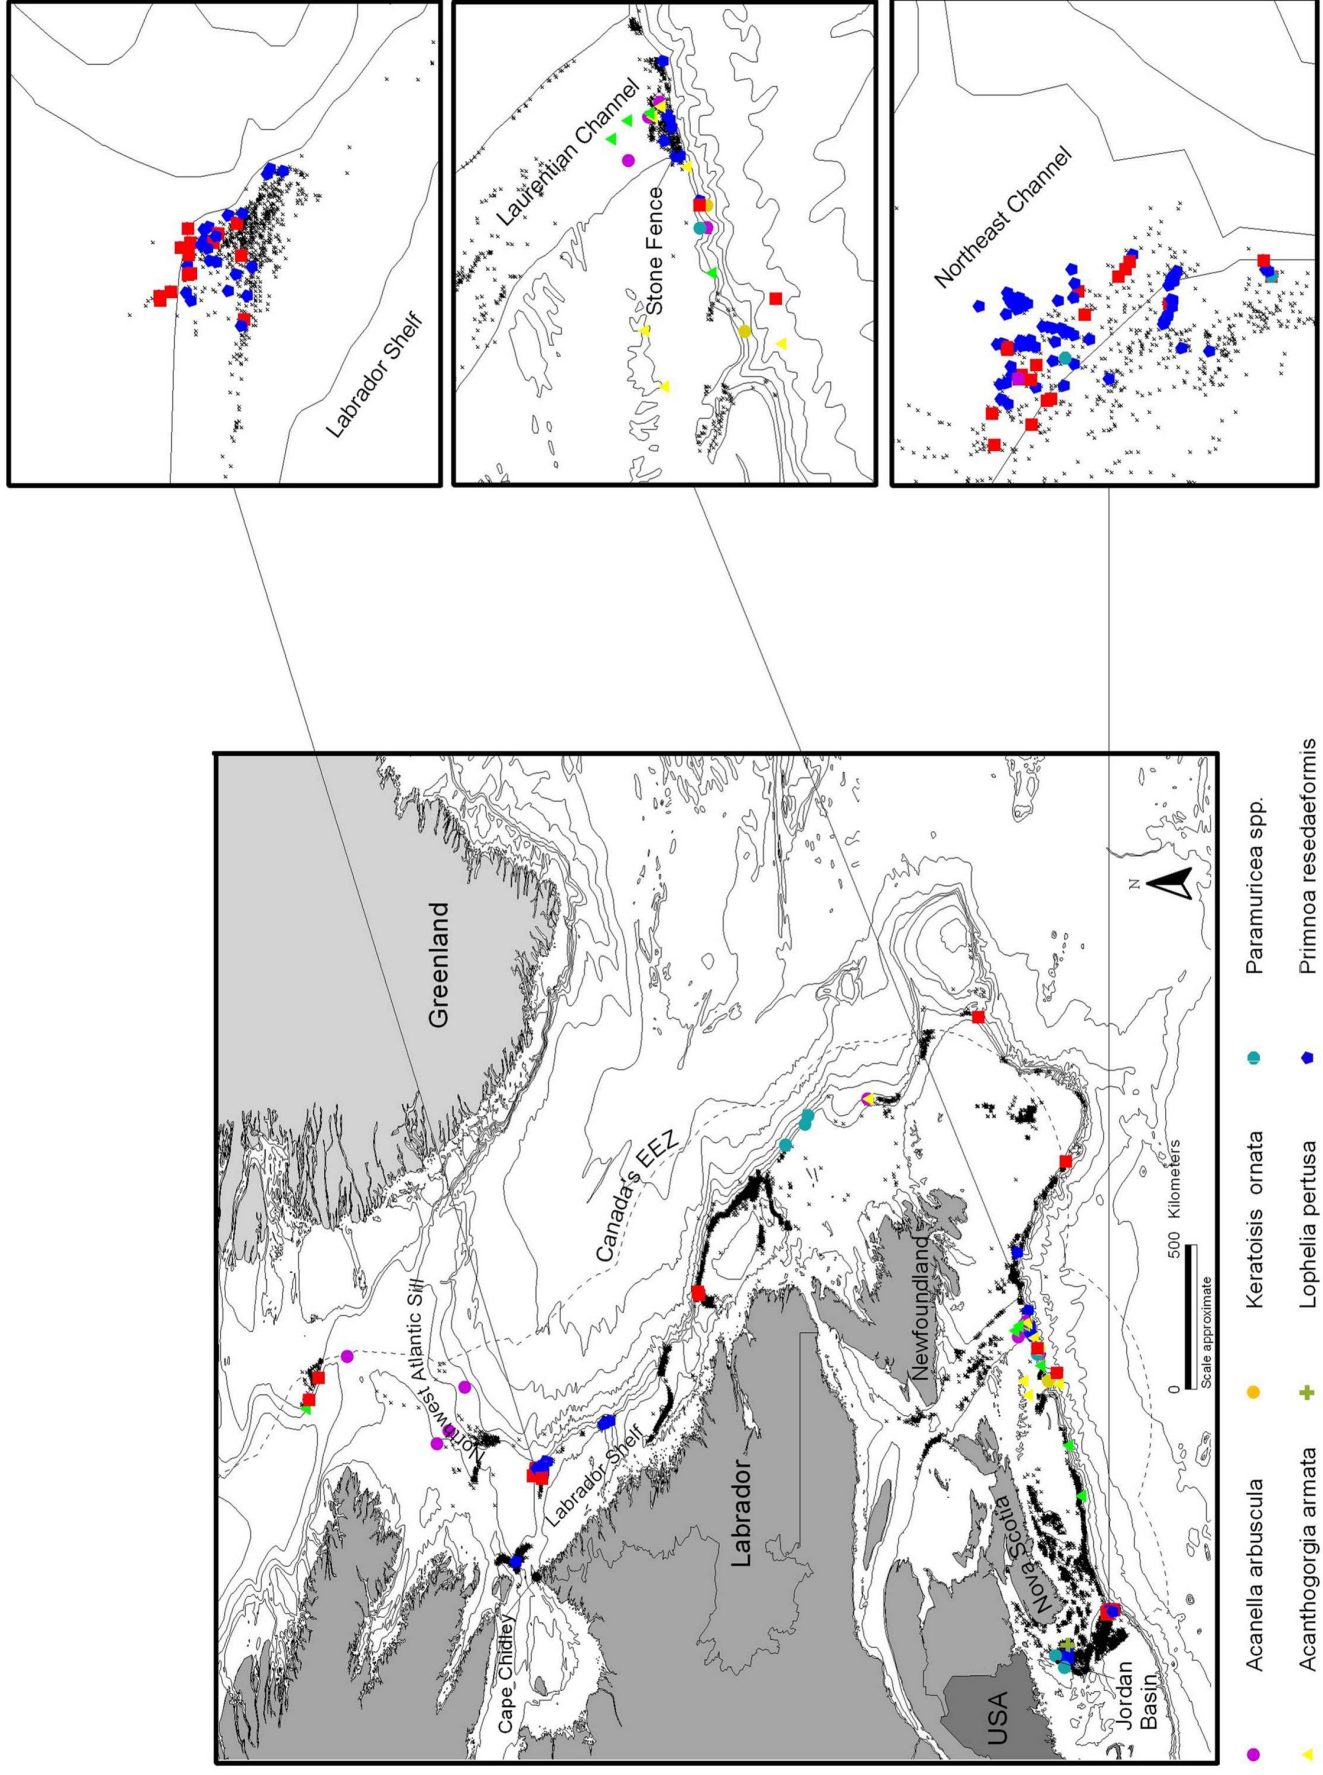 Greenland
Northwest Atlantic Sill
Canada's EEZ
Cape Chidley
Labrador Shelf
Labrador
Newfoundland
Nova Scotia
USA
Jordan
Basin
N
0 500 Kilometers
Scale approximate
Labrador Shelf
Laurentian Channel
Stone Fence
Northeast Channel
Acanella arbuscula
Keratoisis ornata
Paramuricea spp.
Acanthogorgia armata
Lophelia pertusa
Primnoa resedaeformis